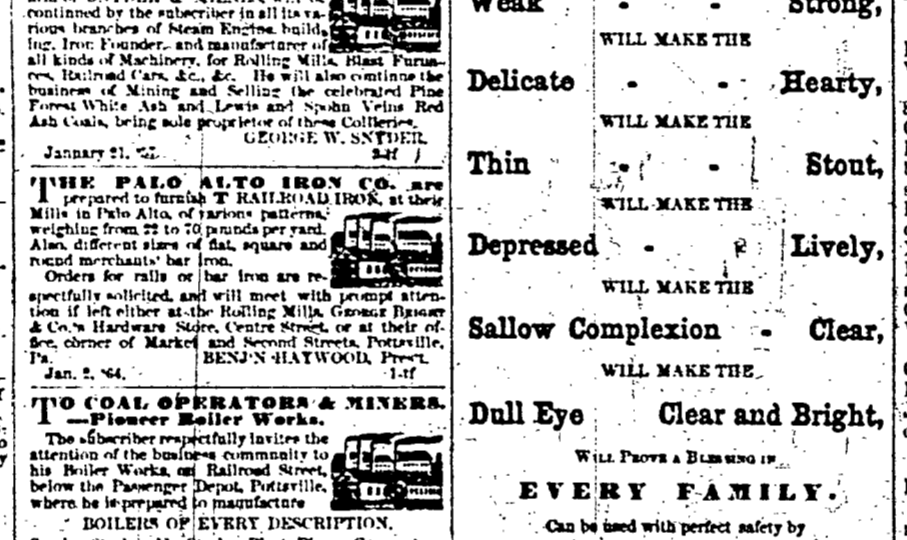 continued by the subscriber in all its va-
rious branches of Steam Engine build-
ing, Iron Founder, and manufacturer of
all kinds of Machinery, for Rolling Mills, Blast Furna-
ces, Railroad Cars, &c., &c. He will also continue the
business of Mining and Selling the celebrated Pine
Forest White Ash and Lewis and Spohn Veins Red
Ash Coals, being sole proprietor of these Collieries.
GEORGE W. SNYDER.
January 21,
THE PALO ALTO IRON CO. are
prepared to furnish T RAILROAD IRON, at their
Mills in Palo Alto, of various patterns,
weighing from 22 to 70 pounds per yard.
Also, different sizes of flat, square and
round merchants' bar iron.
Orders for rails or bar iron are re-
spectfully solicited, and will meet with prompt atten-
tion if left either at the Rolling Mills, GEORGE BRIGHT
& Co.'s Hardware Store, Centre Street, or at their of-
fice, corner of Market and Second Streets, Pottsville,
Pa. BENJ'N HAYWOOD, Prest.
Jan. 2, '64. 1-tf
TO COAL OPERATORS & MINERS.
—Pioneer Boiler Works.
The subscriber respectfully invites the
attention of the business community to
his Boiler Works, on Railroad Street,
below the Passenger Depot, Pottsville,
where he is prepared to manufacture
BOILERS OF EVERY DESCRIPTION.
Weak - - Strong,
WILL MAKE THE
Delicate - - Hearty,
WILL MAKE THE
Thin - - Stout,
WILL MAKE THE
Depressed - - Lively,
WILL MAKE THE
Sallow Complexion - Clear,
WILL MAKE THE
Dull Eye Clear and Bright,
WILL PROVE A BLESSING IN
EVERY FAMILY.
Can be used with perfect safety by